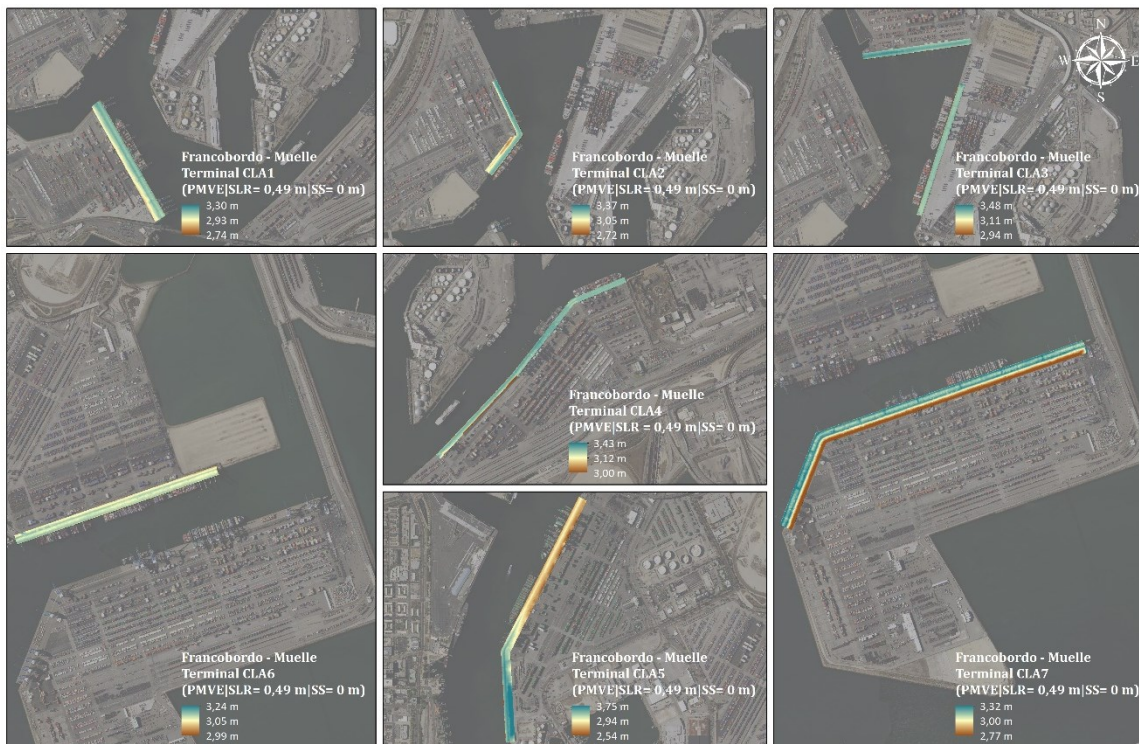 Francobordo - Muelle
Terminal CLA1
(PMVE|SLR= 0,49 m|SS= 0 m)
3,30 m
2,93 m
2,74 m
Francobordo - Muelle
Terminal CLA2
(PMVE|SLR= 0,49 m|SS= 0 m)
3,37 m
3,05 m
2,72 m
N
W E
S
Francobordo - Muelle
Terminal CLA3
(PMVE|SLR= 0,49 m|SS= 0 m)
3,48 m
3,11 m
2,94 m
Francobordo - Muelle
Terminal CLA4
(PMVE|SLR = 0,49 m|SS= 0 m)
3,43 m
3,12 m
3,00 m
Francobordo - Muelle
Terminal CLA6
(PMVE|SLR= 0,49 m|SS= 0 m)
3,24 m
3,05 m
2,99 m
Francobordo - Muelle
Terminal CLA5
(PMVE|SLR= 0,49 m|SS= 0 m)
3,75 m
2,94 m
2,54 m
Francobordo - Muelle
Terminal CLA7
(PMVE|SLR= 0,49 m|SS= 0 m)
3,32 m
3,00 m
2,77 m